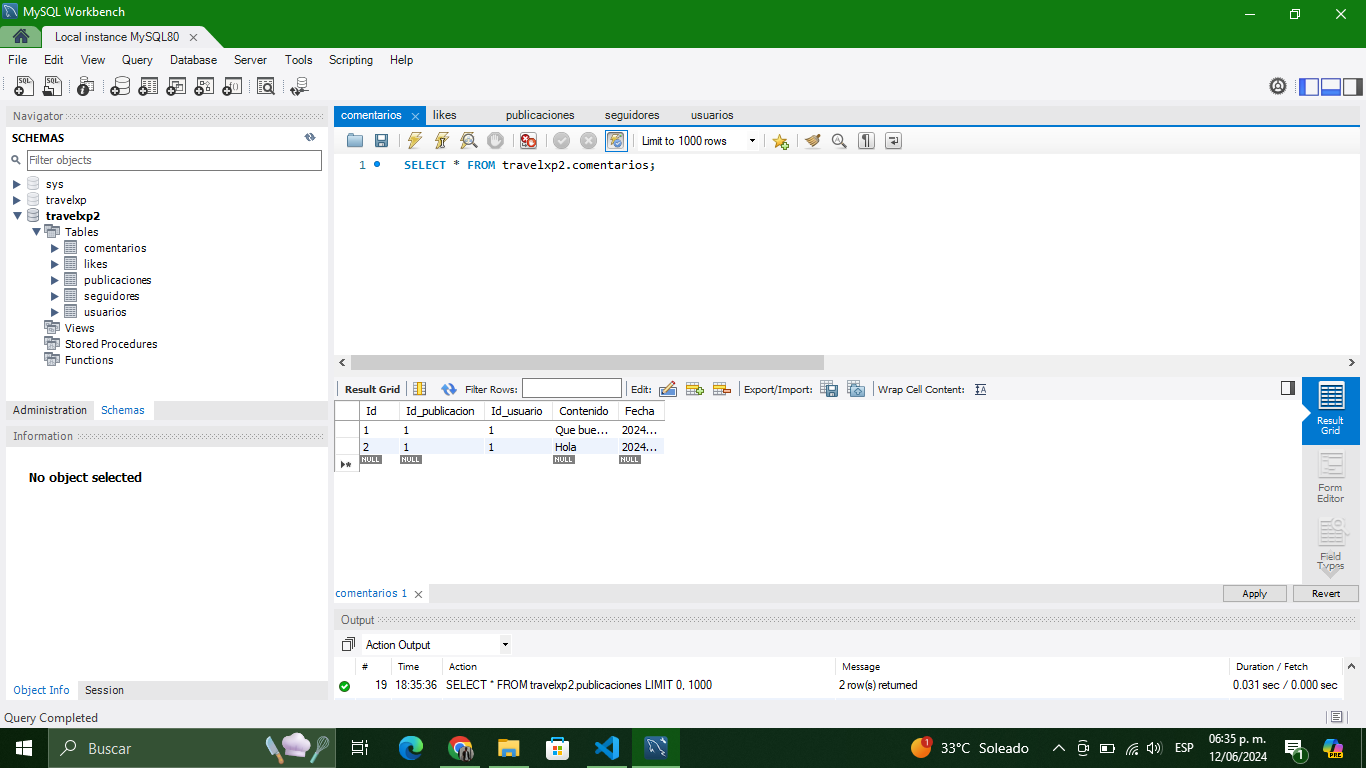 MySQL Workbench
Local instance MySQL80
File Edit View Query Database Server Tools Scripting Help
Navigator
SCHEMAS
Filter objects
sys
travelxp
travelxp2
Tables
comentarios
likes
publicaciones
seguidores
usuarios
Views
Stored Procedures
Functions
Administration Schemas
Information
No object selected
Object Info Session
comentarios likes publicaciones seguidores usuarios
Limit to 1000 rows
1 SELECT * FROM travelxp2.comentarios;
Result Grid Filter Rows: Edit: Export/Import: Wrap Cell Content:
Id Id_publicacion Id_usuario Contenido Fecha
1 1 1 Que bue... 2024...
2 1 1 Hola 2024...
NULL NULL NULL NULL
Result Grid
Form Editor
Field Types
comentarios 1
Apply Revert
Output
Action Output
# Time Action Message Duration / Fetch
19 18:35:36 SELECT * FROM travelxp2.publicaciones LIMIT 0, 1000 2 row(s) returned 0.031 sec / 0.000 sec
Query Completed
Buscar
1 33°C Soleado ESP 06:35 p. m. 12/06/2024 1 PRE